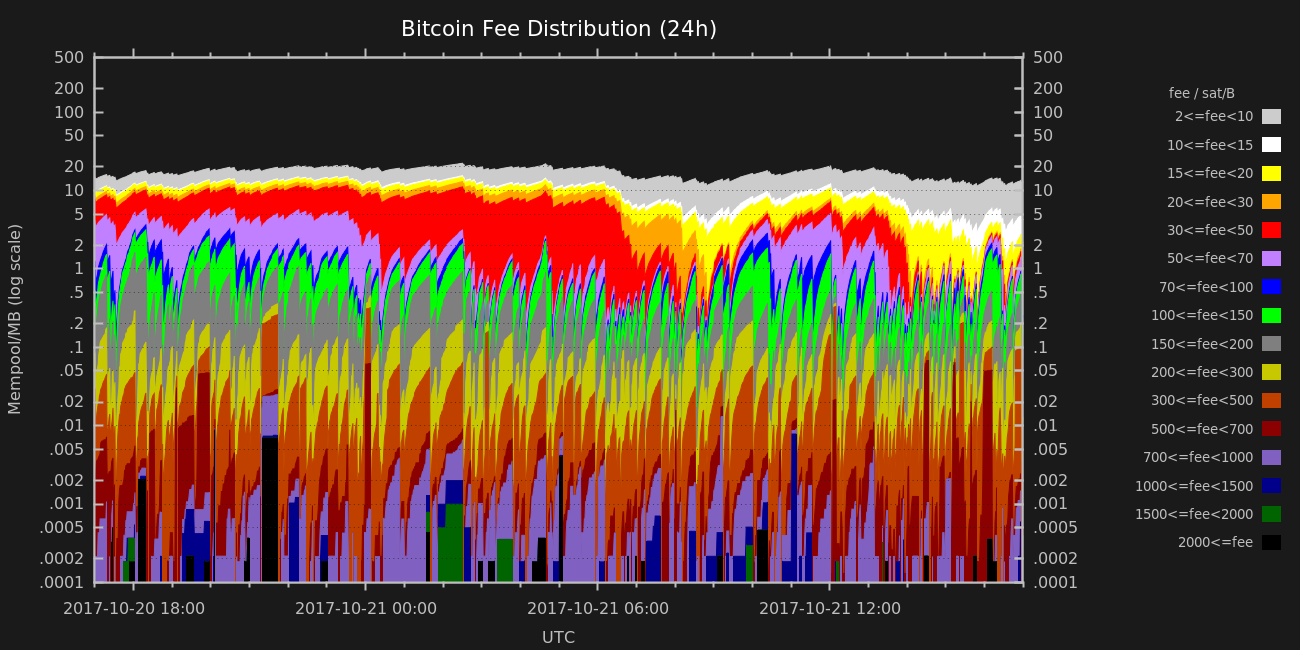 Bitcoin Fee Distribution (24h)
500 500
200 200
100 100
50 50
20 20
10 10
5 5
2 2
1 1
.5 .5
.2 .2
.1 .1
.05 .05
.02 .02
.01 .01
.005 .005
.002 .002
.001 .001
.0005 .0005
.0002 .0002
.0001 .0001
Mempool/MB (log scale)
2017-10-20 18:00 2017-10-21 00:00 2017-10-21 06:00 2017-10-21 12:00
UTC
fee / sat/B
2<=fee<10
10<=fee<15
15<=fee<20
20<=fee<30
30<=fee<50
50<=fee<70
70<=fee<100
100<=fee<150
150<=fee<200
200<=fee<300
300<=fee<500
500<=fee<700
700<=fee<1000
1000<=fee<1500
1500<=fee<2000
2000<=fee